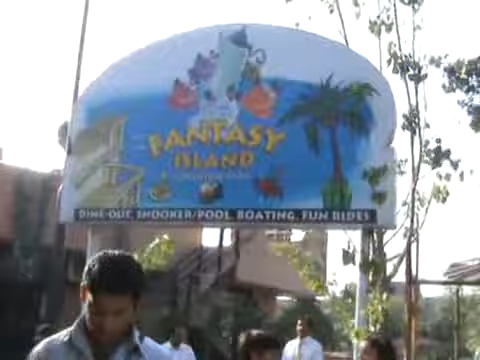 FANTASY
ISLAND
DINE-OUT, SNOOKER/POOL, BOATING, FUN RIDES